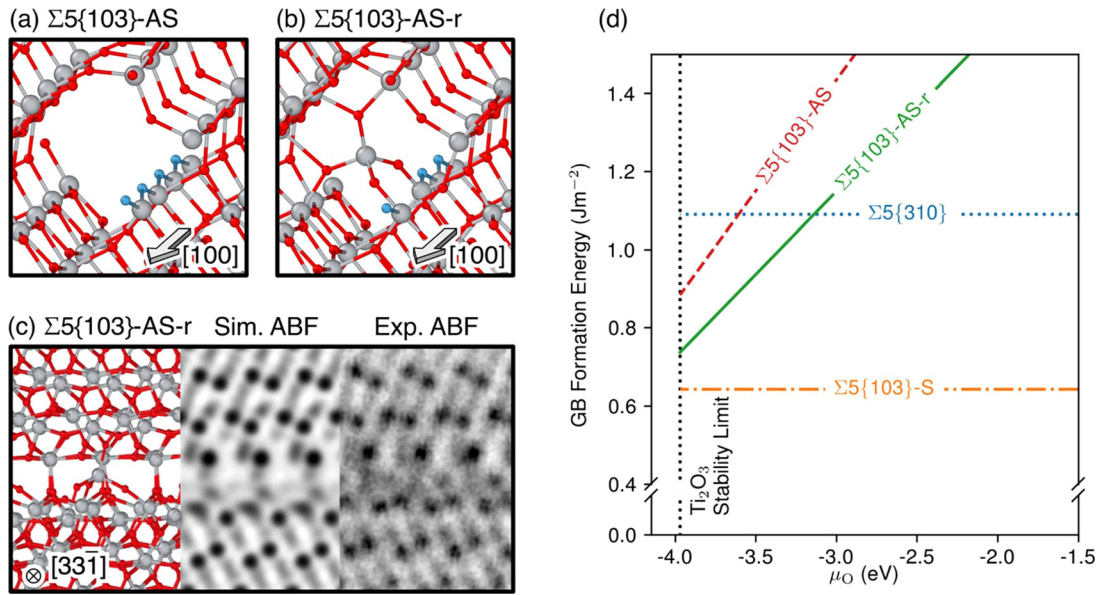 (a) Σ5{103}-AS
(b) Σ5{103}-AS-r
(d)
[100]
[100]
(c) Σ5{103}-AS-r
Sim. ABF
Exp. ABF
[331̄]
GB Formation Energy (Jm⁻²)
1.4
1.2
1.0
0.8
0.6
0.4
0.0
Σ5{103}-AS
Σ5{103}-AS-r
Σ5{310}
Σ5{103}-S
Ti₂O₃
Stability Limit
-4.0
-3.5
-3.0
-2.5
-2.0
-1.5
μO (eV)